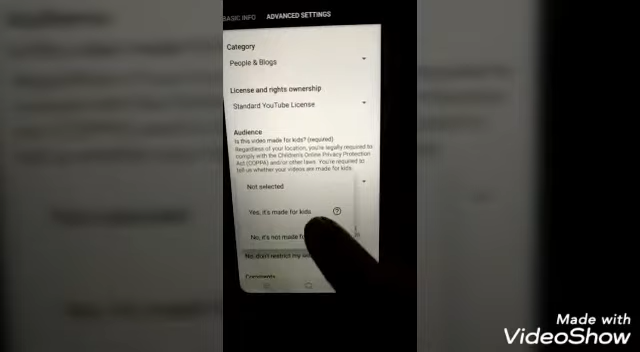 BASIC INFO
ADVANCED SETTINGS
Category
People & Blogs
License and rights ownership
Standard YouTube License
Audience
Is this video made for kids? (required)
Regardless of your location, you're legally required to
comply with the Children's Online Privacy Protection
Act (COPPA) and/or other laws. You're required to
tell us whether your videos are made for kids.
Not selected
Yes, it's made for kids
No, it's not made
No, don't restrict my
Comments
Made with
VideoShow